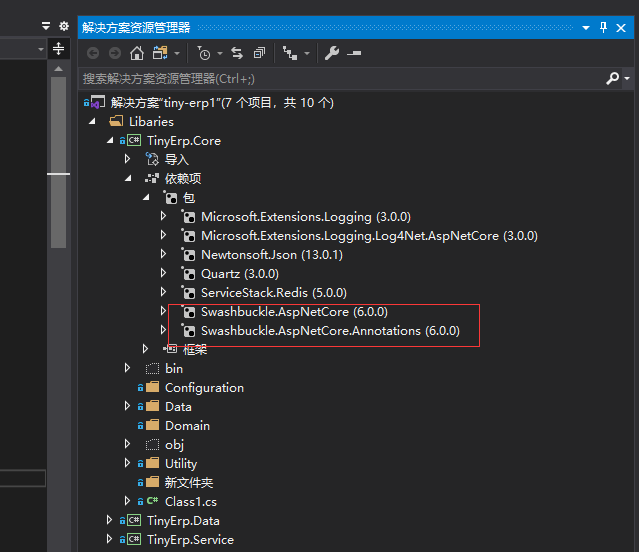 解决方案资源管理器
搜索解决方案资源管理器(Ctrl+;)
解决方案"tiny-erp1"(7 个项目，共 10 个)
Libaries
TinyErp.Core
导入
依赖项
包
Microsoft.Extensions.Logging (3.0.0)
Microsoft.Extensions.Logging.Log4Net.AspNetCore (3.0.0)
Newtonsoft.Json (13.0.1)
Quartz (3.0.0)
ServiceStack.Redis (5.0.0)
Swashbuckle.AspNetCore (6.0.0)
Swashbuckle.AspNetCore.Annotations (6.0.0)
框架
bin
Configuration
Data
Domain
obj
Utility
新文件夹
C# Class1.cs
TinyErp.Data
TinyErp.Service